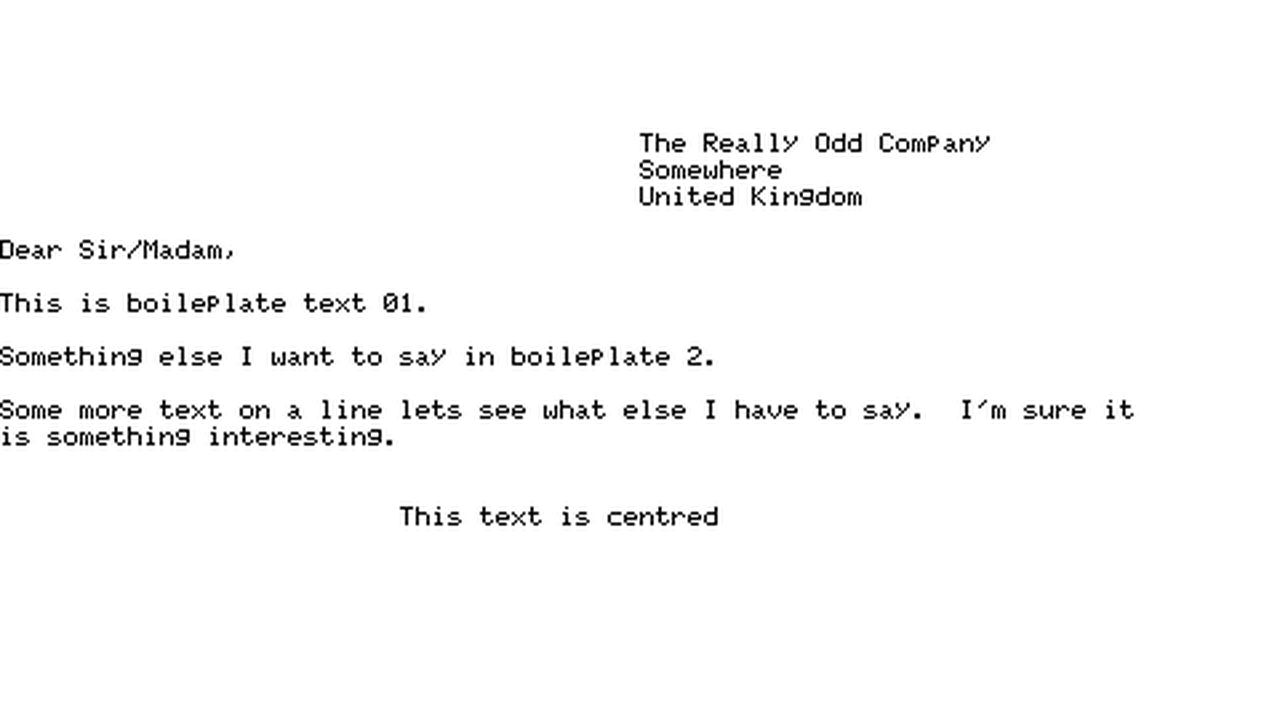 The Really Odd Company
Somewhere
United Kingdom
Dear Sir/Madam,
This is boilePlate text 01.
Something else I want to say in boilePlate 2.
Some more text on a line lets see what else I have to say.  I'm sure it
is something interesting.
This text is centred